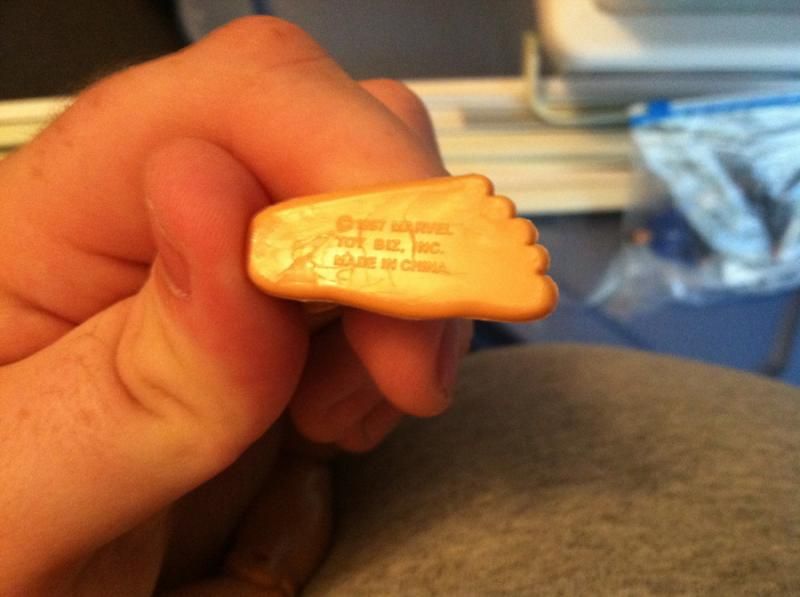 © 1997 MARVEL
TOY BIZ, INC.
MADE IN CHINA